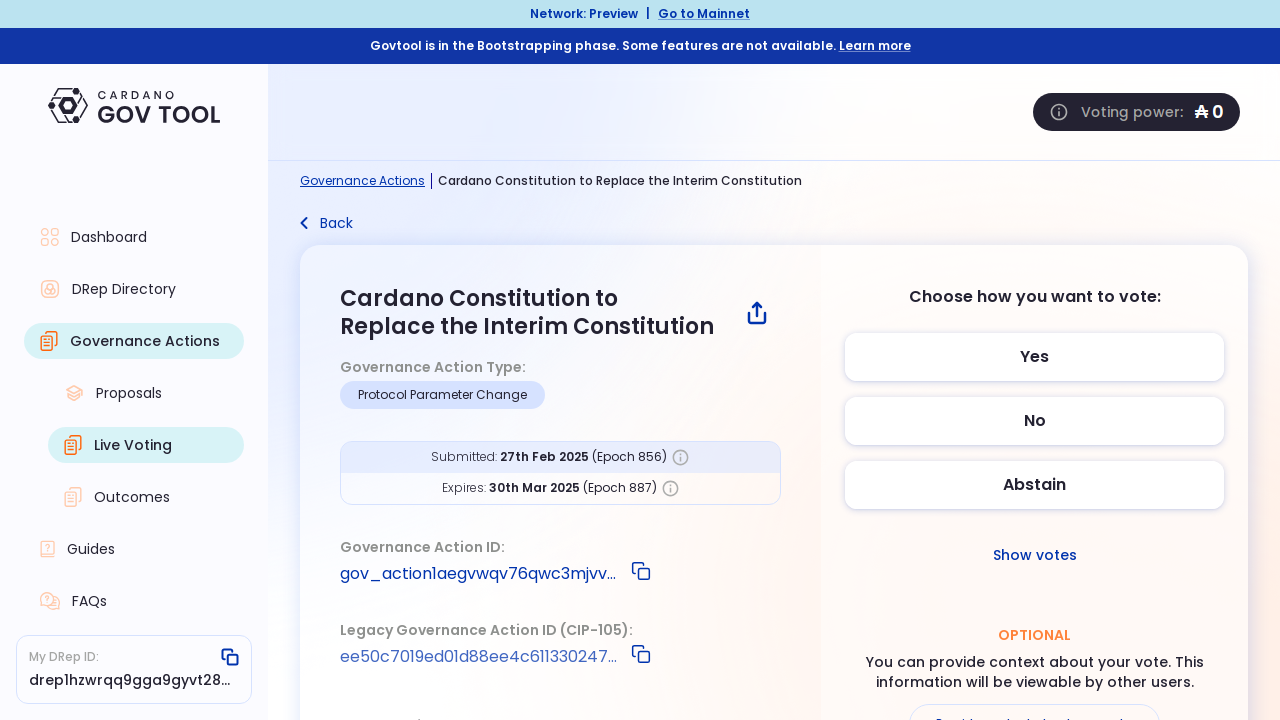 Network: Preview | Go to Mainnet
Govtool is in the Bootstrapping phase. Some features are not available. Learn more
CARDANO
GOV TOOL
Voting power: ₳ 0
Governance Actions | Cardano Constitution to Replace the Interim Constitution
Back
Dashboard
DRep Directory
Governance Actions
Proposals
Live Voting
Outcomes
Guides
FAQs
My DRep ID:
drep1hzwrqq9gga9gyvt28...
Cardano Constitution to
Replace the Interim Constitution
Governance Action Type:
Protocol Parameter Change
Submitted: 27th Feb 2025 (Epoch 856)
Expires: 30th Mar 2025 (Epoch 887)
Governance Action ID:
gov_action1aegvwqv76qwc3mjvv...
Legacy Governance Action ID (CIP-105):
ee50c7019ed01d88ee4c611330247...
Choose how you want to vote:
Yes
No
Abstain
Show votes
OPTIONAL
You can provide context about your vote. This
information will be viewable by other users.